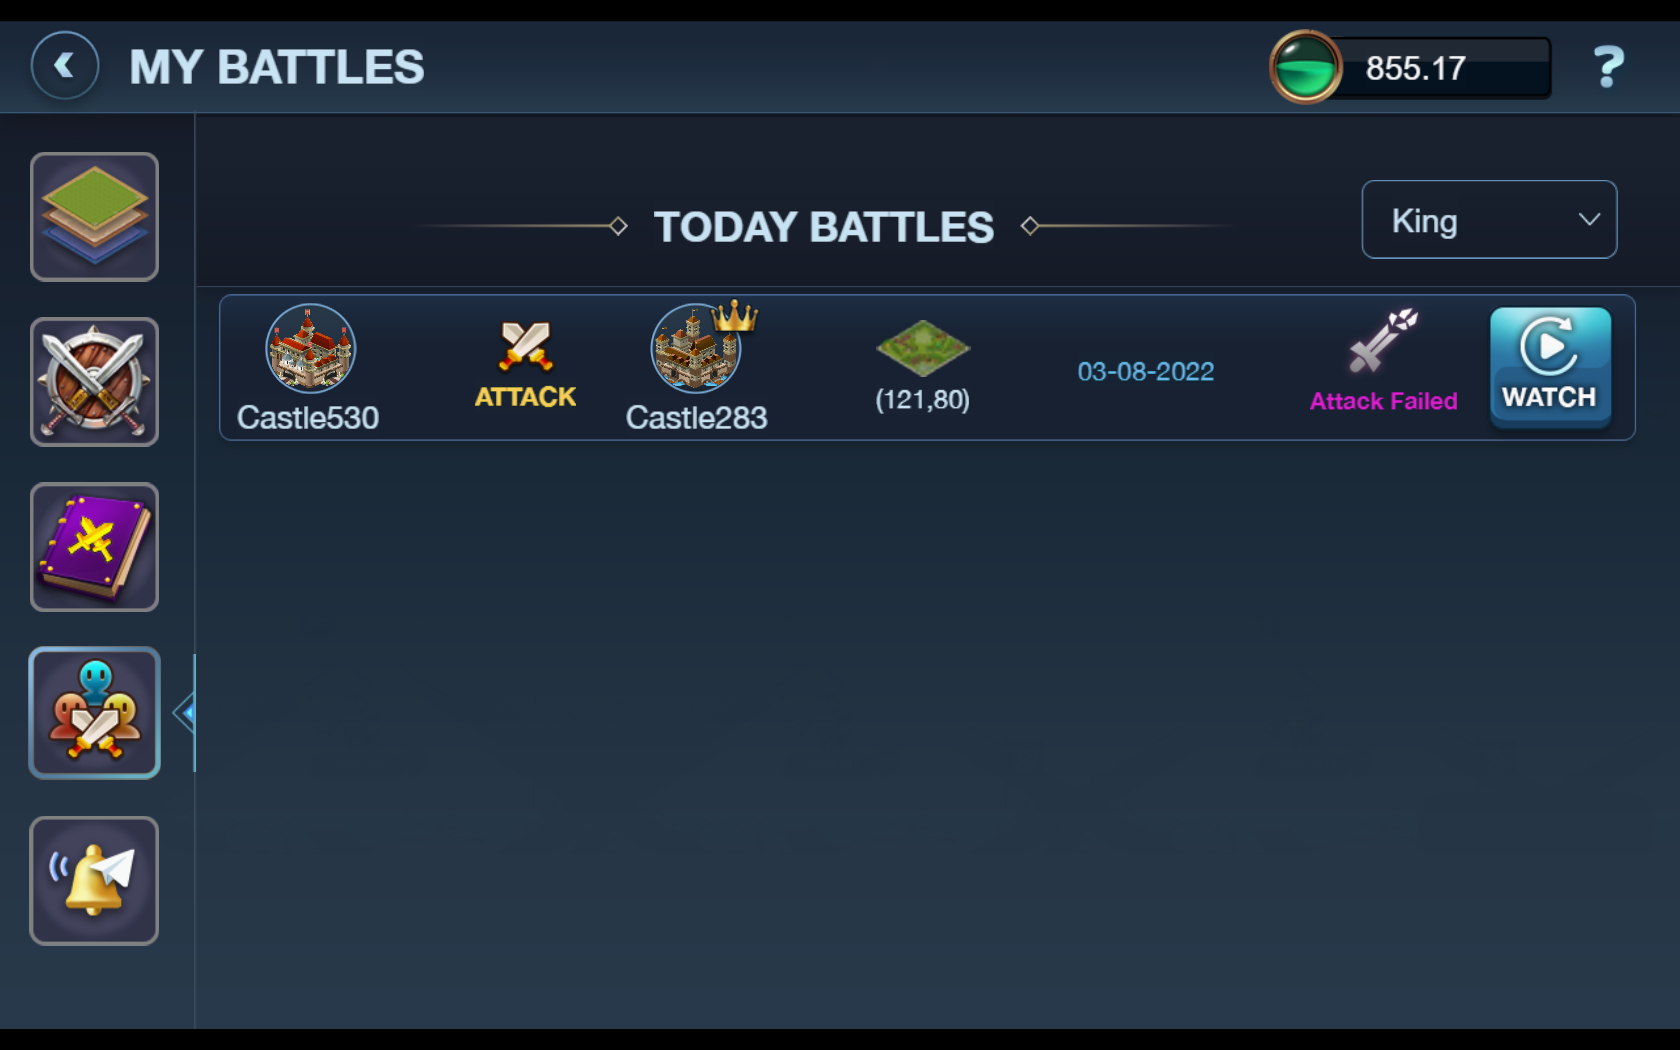 MY BATTLES
855.17
?
TODAY BATTLES
King
Castle530
ATTACK
Castle283
(121,80)
03-08-2022
Attack Failed
WATCH